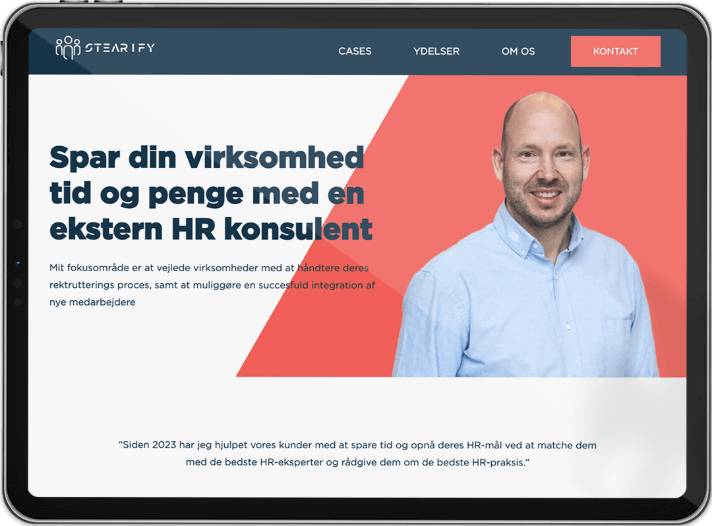 STEARIFY
CASES
YDELSER
OM OS
KONTAKT
Spar din virksomhed
tid og penge med en
ekstern HR konsulent
Mit fokusområde er at vejlede virksomheder med at håndtere deres
rektrutterings proces, samt at muliggøre en succesfuld integration af
nye medarbejdere
“Siden 2023 har jeg hjulpet vores kunder med at spare tid og opnå deres HR-mål ved at matche dem
med de bedste HR-eksperter og rådgive dem om de bedste HR-praksis.”